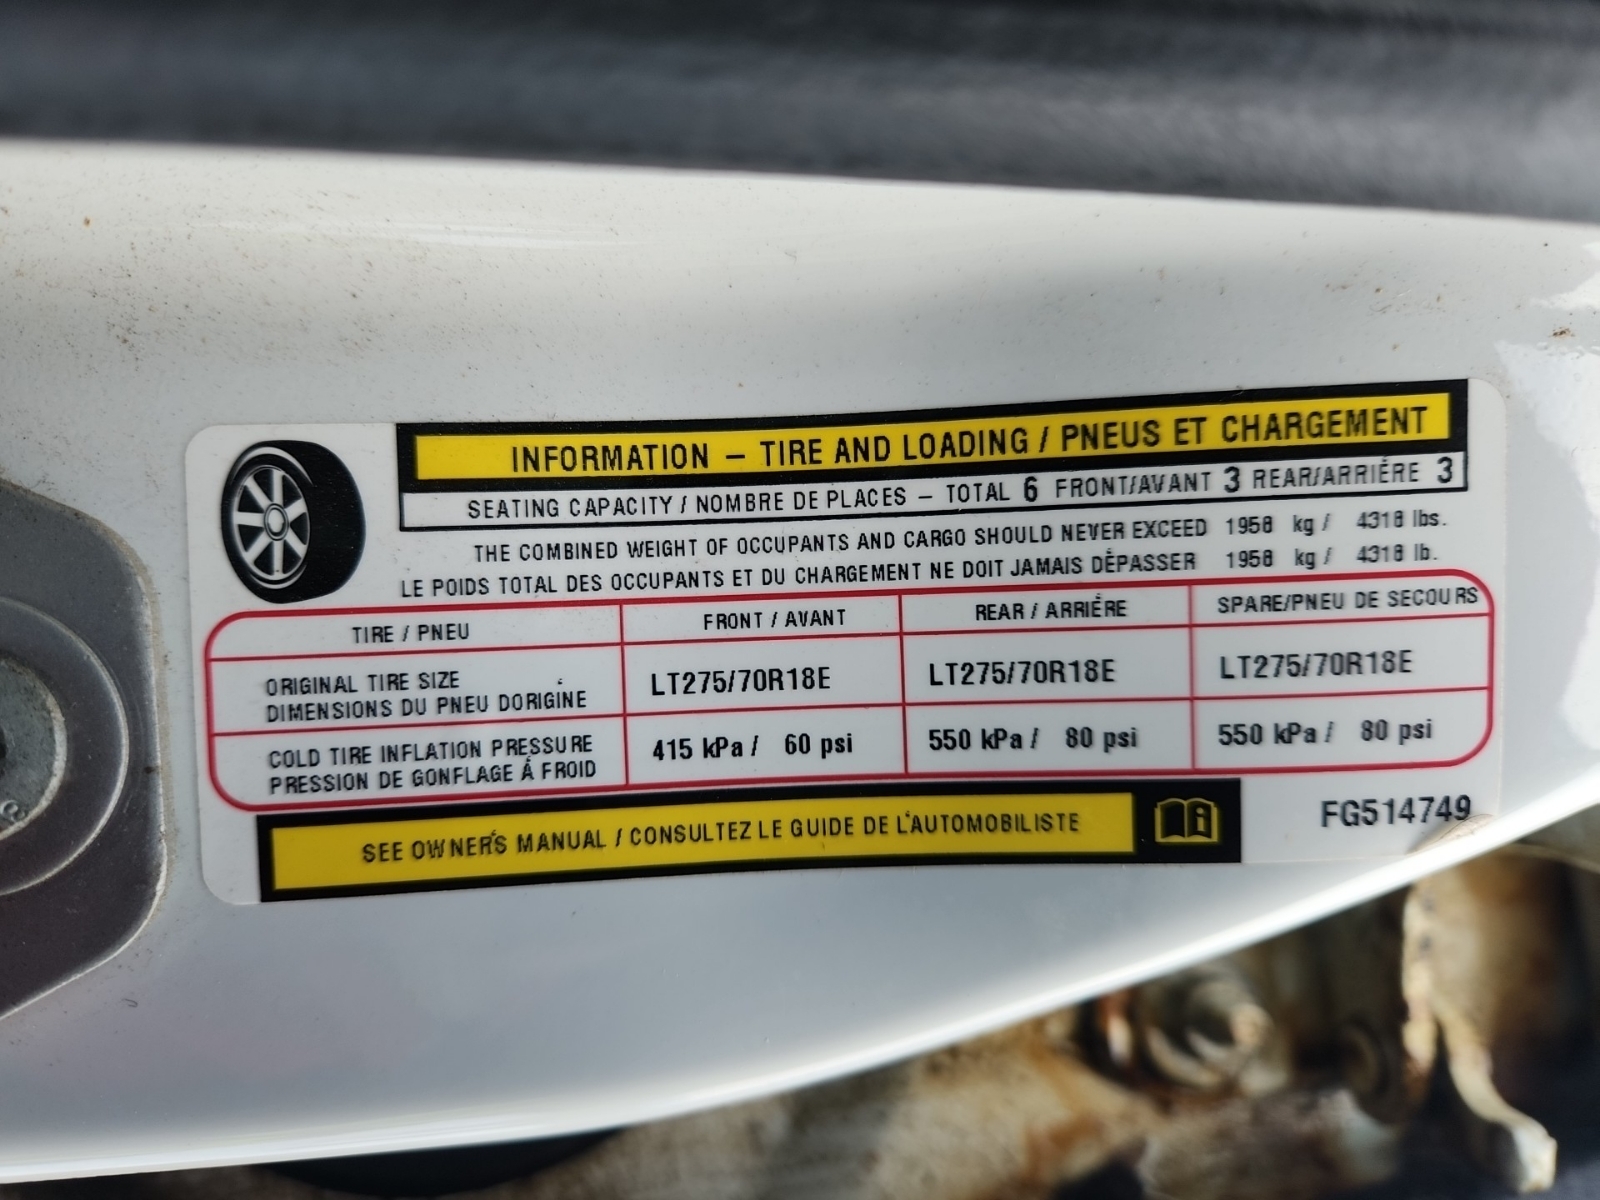 INFORMATION – TIRE AND LOADING / PNEUS ET CHARGEMENT
SEATING CAPACITY / NOMBRE DE PLACES – TOTAL 6 FRONT/AVANT 3 REAR/ARRIÈRE 3
THE COMBINED WEIGHT OF OCCUPANTS AND CARGO SHOULD NEVER EXCEED 1958 kg / 4318 lbs.
LE POIDS TOTAL DES OCCUPANTS ET DU CHARGEMENT NE DOIT JAMAIS DÉPASSER 1958 kg / 4318 lb.
TIRE / PNEU FRONT / AVANT REAR / ARRIÈRE SPARE/PNEU DE SECOURS
ORIGINAL TIRE SIZE
DIMENSIONS DU PNEU D'ORIGINE LT275/70R18E LT275/70R18E LT275/70R18E
COLD TIRE INFLATION PRESSURE
PRESSION DE GONFLAGE À FROID 415 kPa / 60 psi 550 kPa / 80 psi 550 kPa / 80 psi
SEE OWNER'S MANUAL / CONSULTEZ LE GUIDE DE L'AUTOMOBILISTE
FG514749